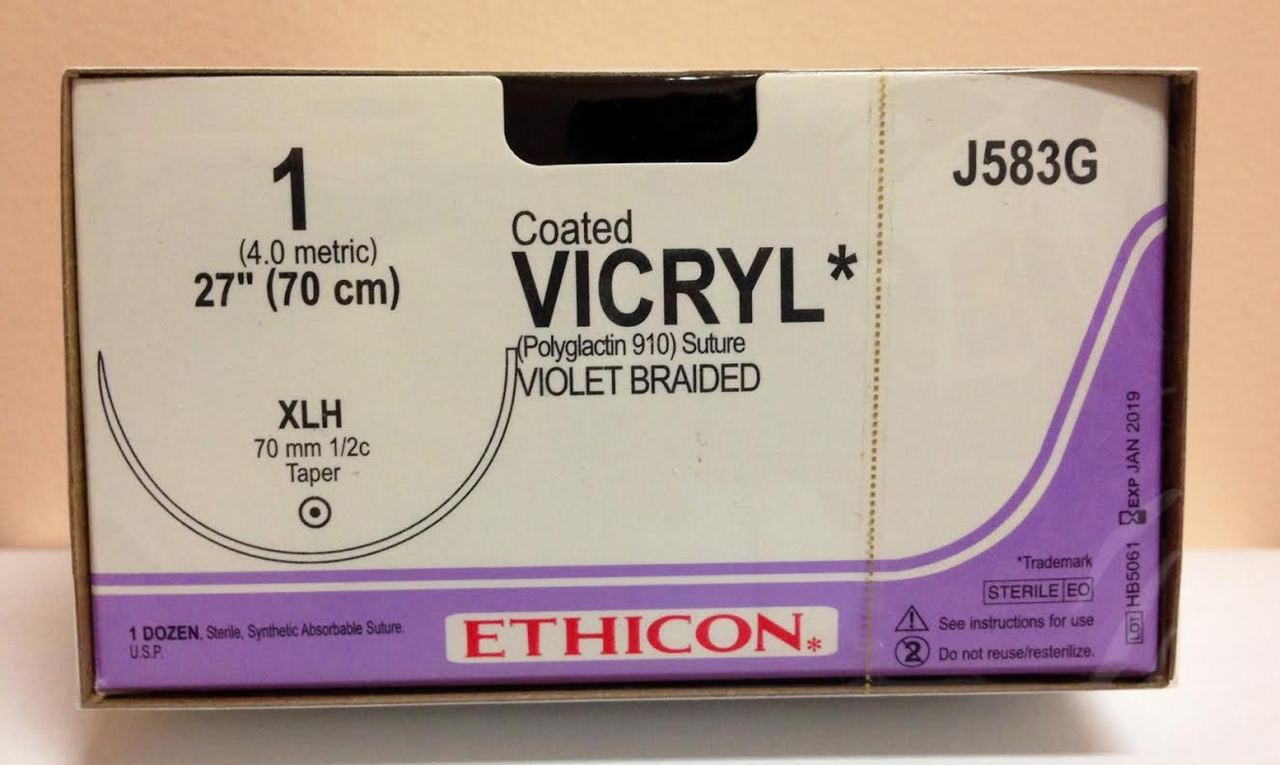 1
(4.0 metric)
27" (70 cm)
XLH
70 mm 1/2c
Taper
Coated
VICRYL*
(Polyglactin 910) Suture
VIOLET BRAIDED
J583G
1 DOZEN, Sterile, Synthetic Absorbable Suture.
U.S.P.
ETHICON*
*Trademark
STERILE EO
See instructions for use
2 Do not reuse/resterilize.
LOT HB5061 EXP JAN 2019